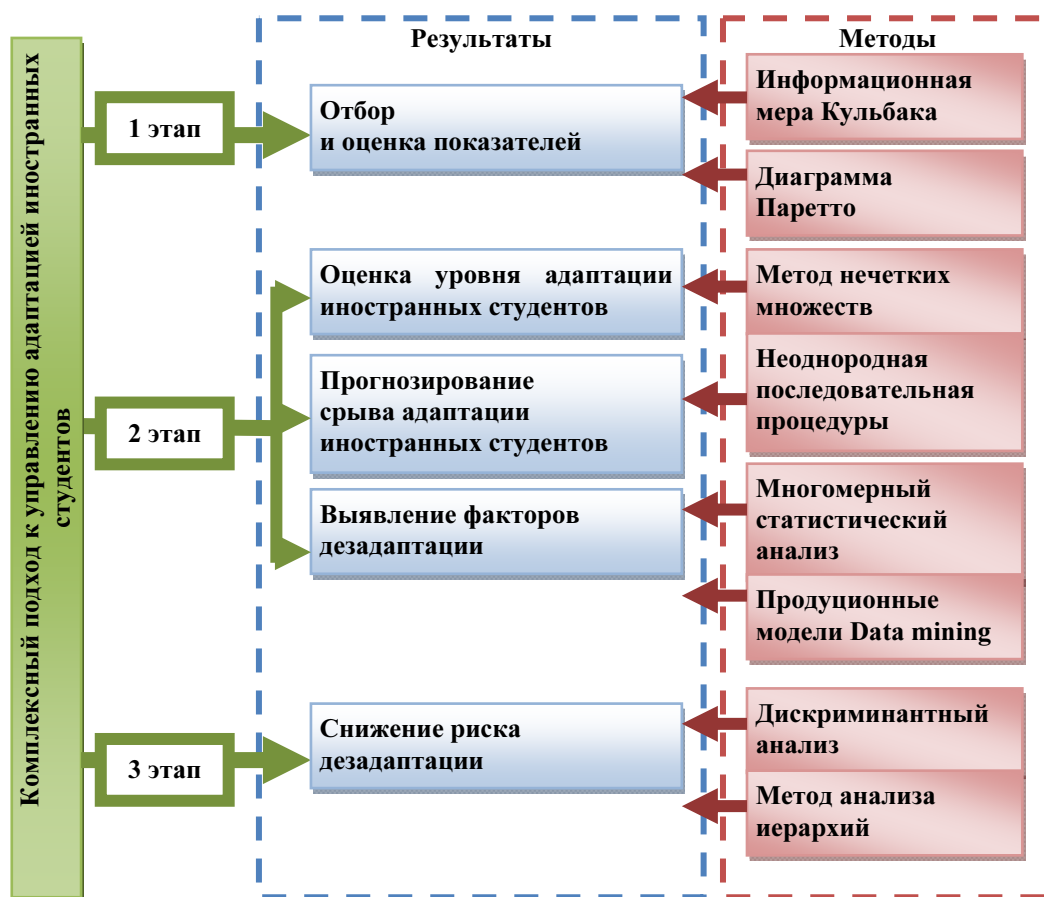 Комплексный подход к управлению адаптацией иностранных
студентов
Результаты
Методы
1 этап
Отбор
и оценка показателей
Информационная
мера Кульбака
Диаграмма
Паретто
2 этап
Оценка уровня адаптации
иностранных студентов
Метод нечетких
множеств
Прогнозирование
срыва адаптации
иностранных студентов
Неоднородная
последовательная
процедуры
Выявление факторов
дезадаптации
Многомерный
статистический
анализ
Продуционные
модели Data mining
3 этап
Снижение риска
дезадаптации
Дискриминантный
анализ
Метод анализа
иерархий